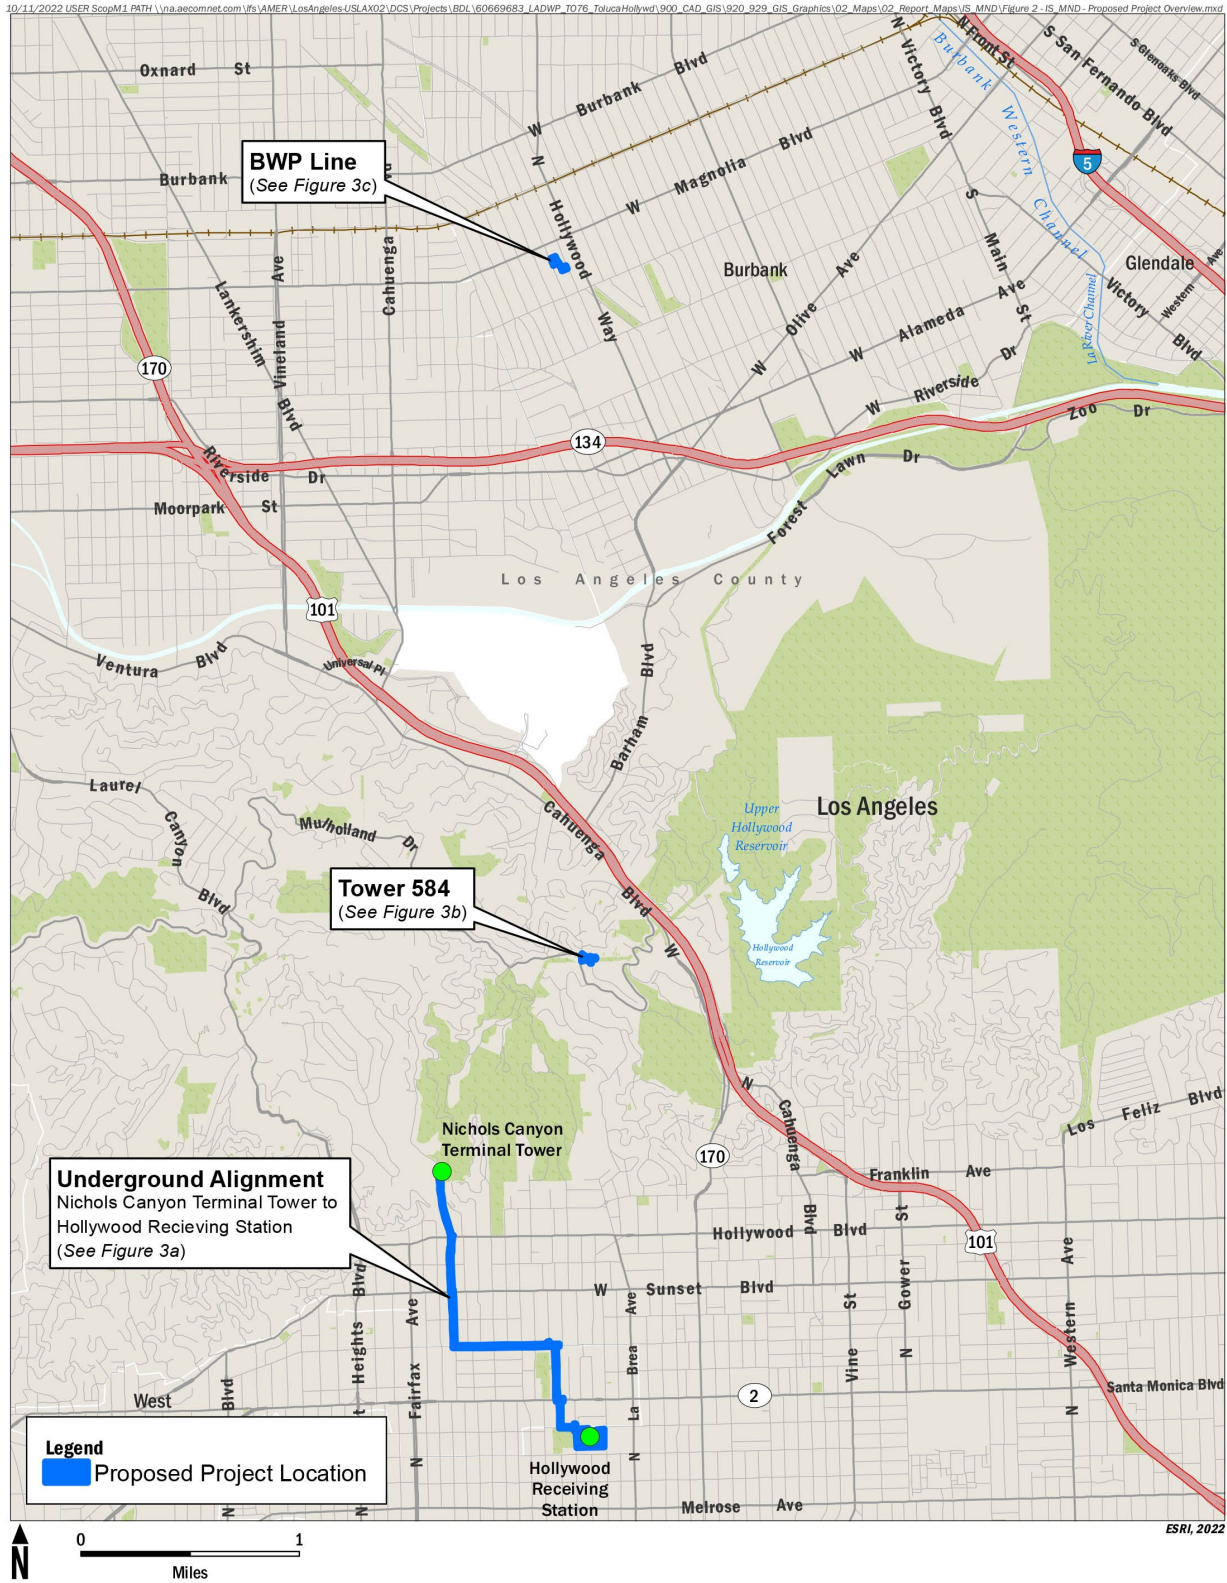 10/11/2022 USER ScopM1 PATH \\na.aecomnet.com\lfs\AMER\LosAngeles-USLAX02\DCS\Projects\BDL\60669683_LADWP_TO76_TolucaHollywd\900_CAD_GIS\920_929_GIS_Graphics\02_Maps\02_Report_Maps\IS_MND\Figure 2 - IS_MND - Proposed Project Overview.mxd
Oxnard St
W Burbank Blvd
N Victory Blvd
N Front St
S San Fernando Blvd
S Glenoaks Blvd
Burbank Western Channel
5
BWP Line
(See Figure 3c)
Burbank
W Magnolia Blvd
N Hollywood Way
S Main St
Cahuenga
Vineland Ave
Lankershim Blvd
Burbank
W Olive Ave
W Alameda Ave
Glendale
Western Ave
Victory Blvd
La River Channel
170
W Riverside Dr
Zoo Dr
134
Riverside Dr
Forest Lawn Dr
Moorpark St
Los Angeles County
101
Ventura Blvd
Universal Pl
Barham Blvd
Laurel Canyon Blvd
Mulholland Dr
Cahuenga Blvd W
Upper
Hollywood
Reservoir
Los Angeles
Tower 584
(See Figure 3b)
Hollywood
Reservoir
N Cahuenga Blvd
Los Feliz Blvd
Nichols Canyon
Terminal Tower
170
Franklin Ave
Underground Alignment
Nichols Canyon Terminal Tower to
Hollywood Recieving Station
(See Figure 3a)
Hollywood Blvd
101
W Sunset Blvd
t Heights Blvd
N Fairfax Ave
N La Brea Ave
Vine St
N Gower St
N Western Ave
West
Blvd
2
Santa Monica Blvd
Hollywood
Receiving
Station
Melrose Ave
N
N
Legend
Proposed Project Location
ESRI, 2022
N
0 1
Miles